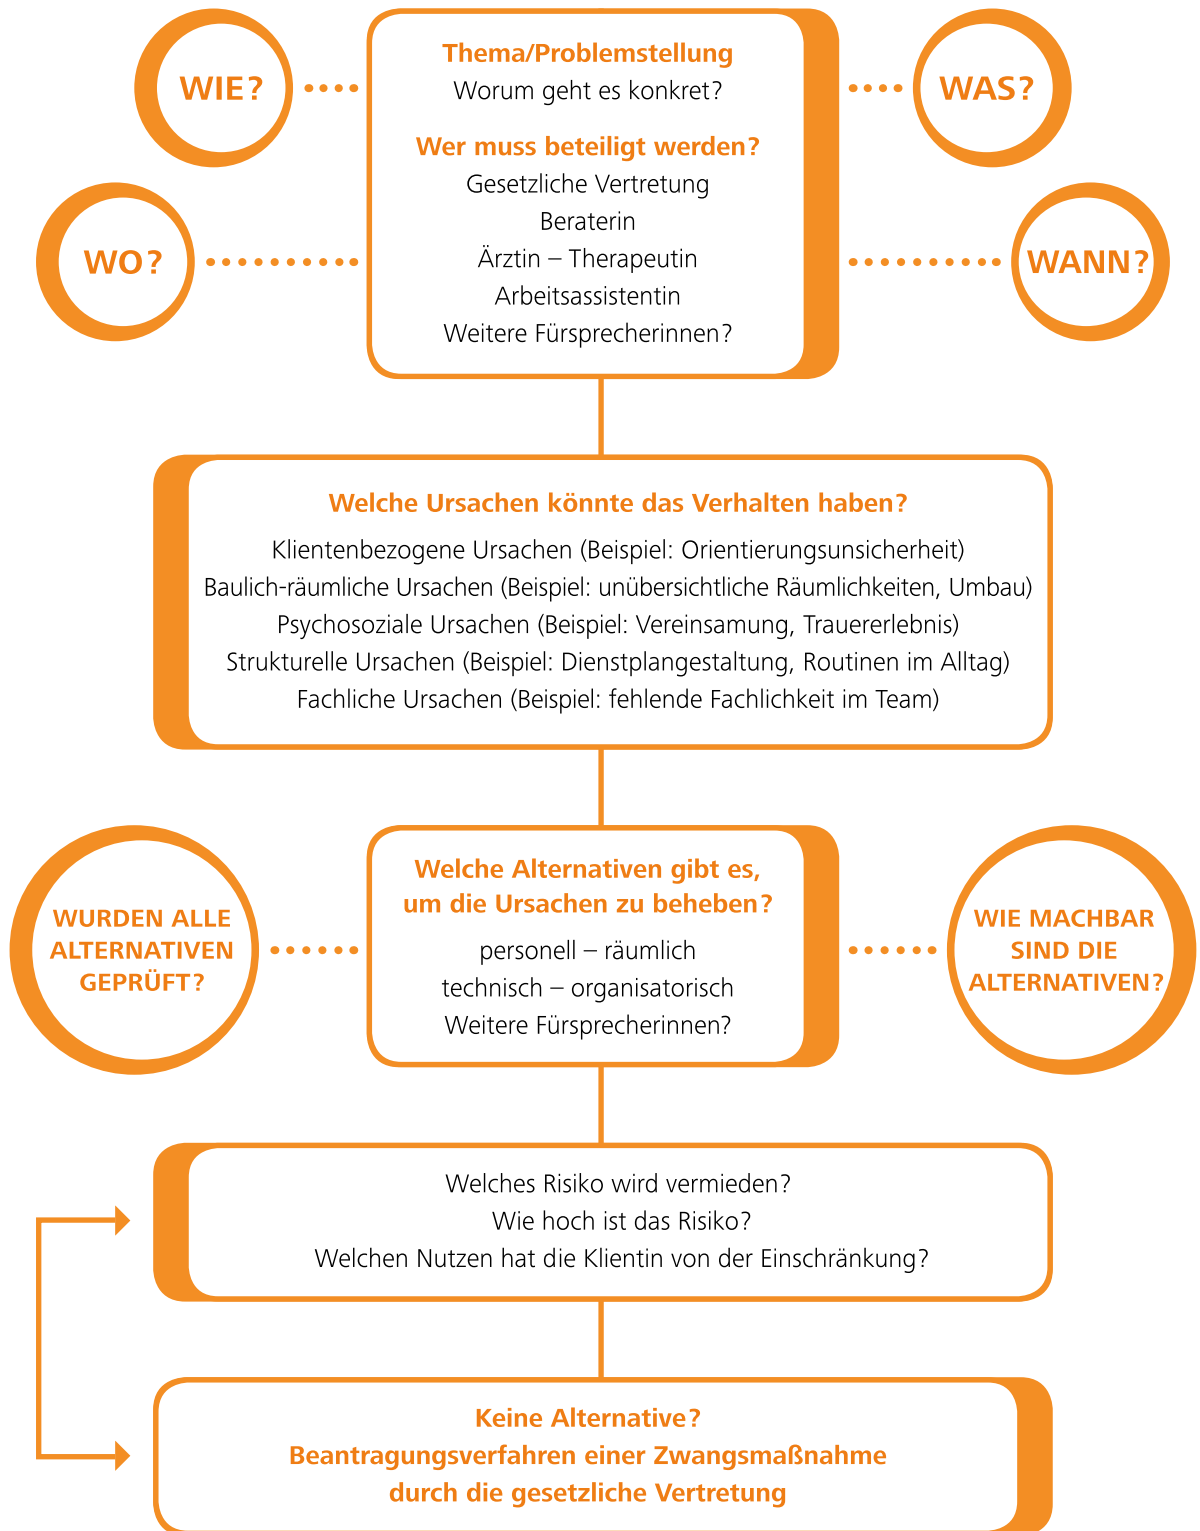 WIE?
Thema/Problemstellung
Worum geht es konkret?
WAS?
Wer muss beteiligt werden?
Gesetzliche Vertretung
Beraterin
Ärztin – Therapeutin
Arbeitsassistentin
Weitere Fürsprecherinnen?
WO?
WANN?
Welche Ursachen könnte das Verhalten haben?
Klientenbezogene Ursachen (Beispiel: Orientierungsunsicherheit)
Baulich-räumliche Ursachen (Beispiel: unübersichtliche Räumlichkeiten, Umbau)
Psychosoziale Ursachen (Beispiel: Vereinsamung, Trauererlebnis)
Strukturelle Ursachen (Beispiel: Dienstplangestaltung, Routinen im Alltag)
Fachliche Ursachen (Beispiel: fehlende Fachlichkeit im Team)
WURDEN ALLE
ALTERNATIVEN
GEPRÜFT?
Welche Alternativen gibt es,
um die Ursachen zu beheben?
personell – räumlich
technisch – organisatorisch
Weitere Fürsprecherinnen?
WIE MACHBAR
SIND DIE
ALTERNATIVEN?
Welches Risiko wird vermieden?
Wie hoch ist das Risiko?
Welchen Nutzen hat die Klientin von der Einschränkung?
Keine Alternative?
Beantragungsverfahren einer Zwangsmaßnahme
durch die gesetzliche Vertretung